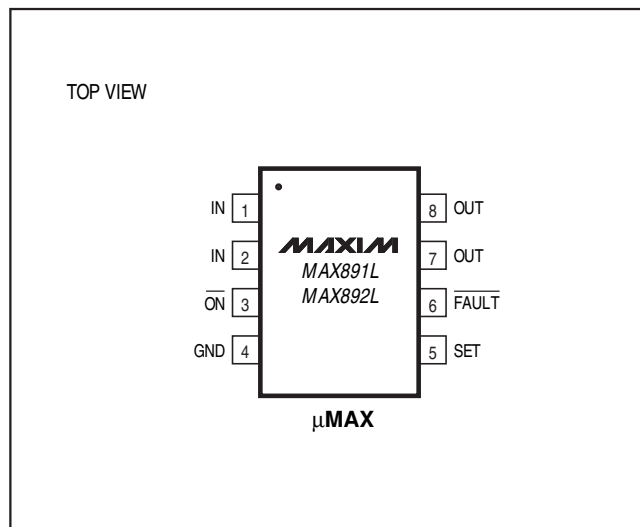 TOP VIEW
IN 1
IN 2
ON 3
GND 4
MAXIM
MAX891L
MAX892L
8 OUT
7 OUT
6 FAULT
5 SET
μMAX